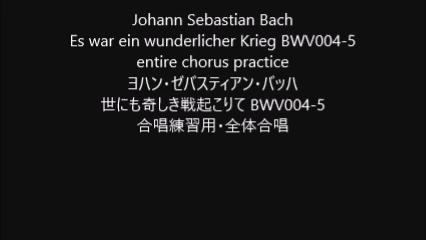 Johann Sebastian Bach
Es war ein wunderlicher Krieg BWV004-5
entire chorus practice
ヨハン・ゼバスティアン・バッハ
世にも奇しき戦起こりて BWV004-5
合唱練習用・全体合唱